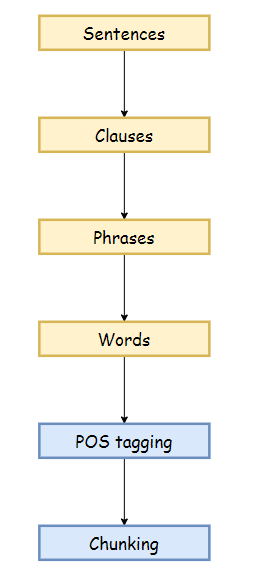 Sentences
Clauses
Phrases
Words
POS tagging
Chunking